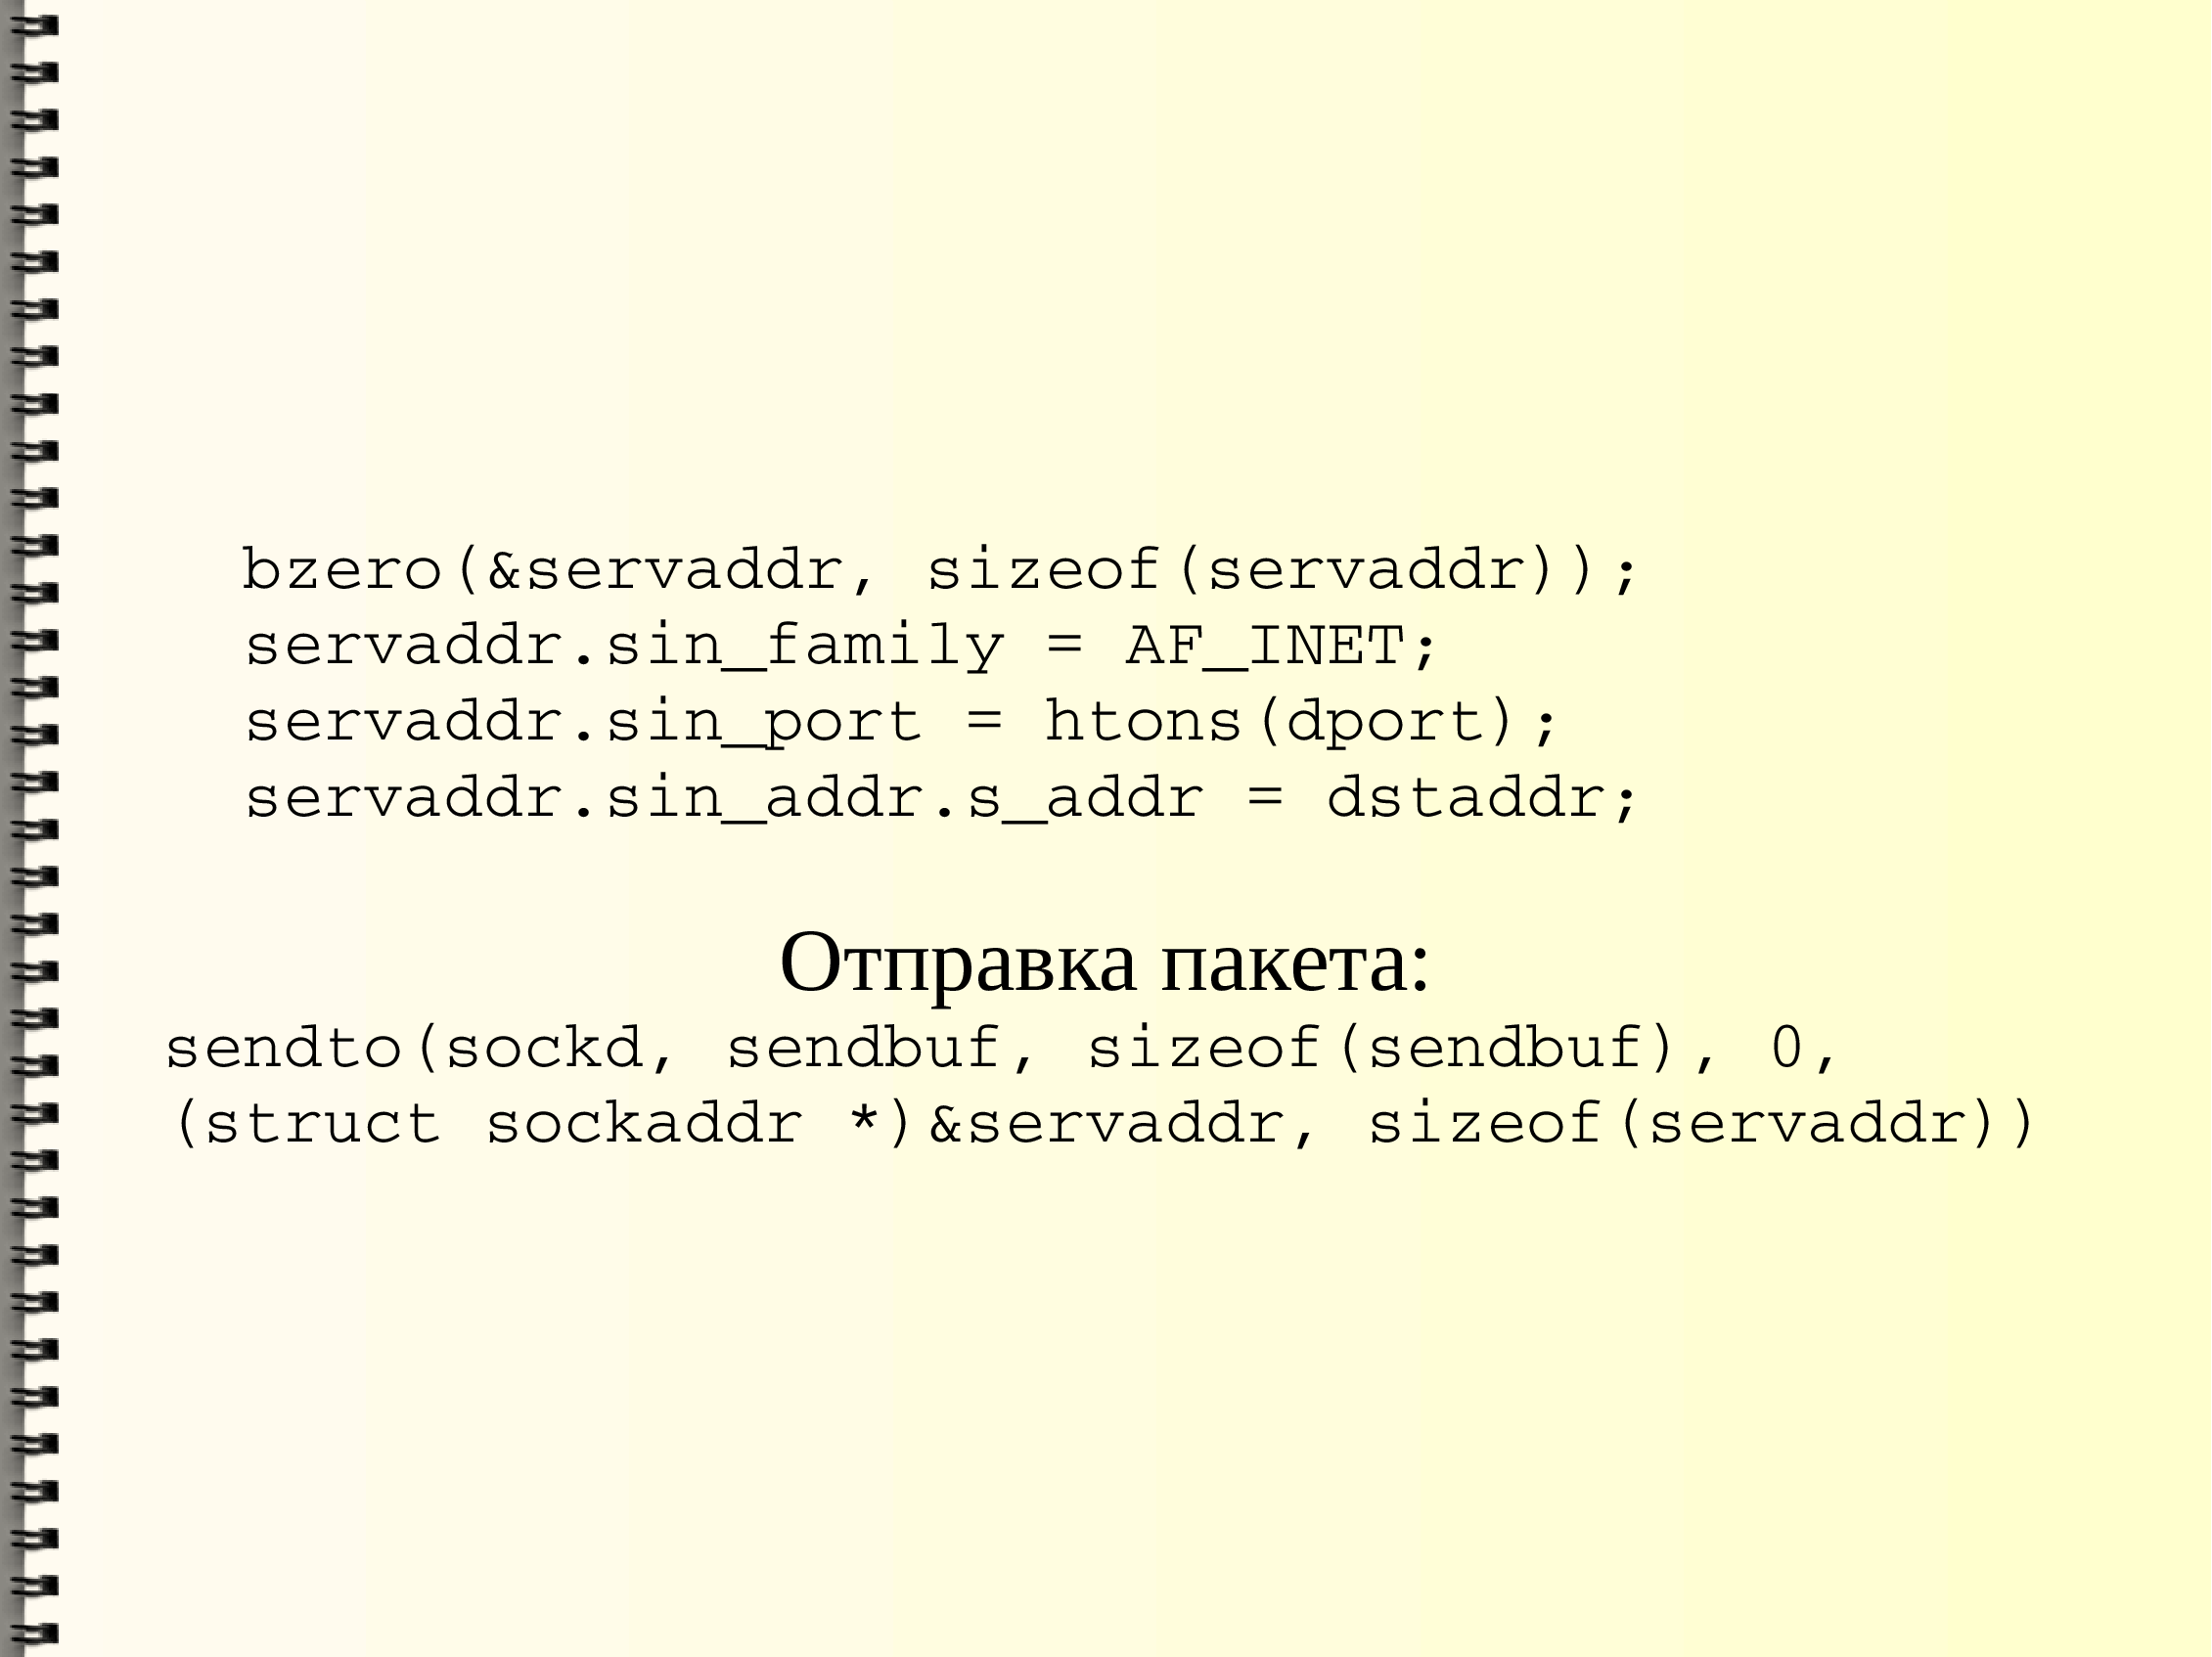 bzero(&servaddr, sizeof(servaddr));
servaddr.sin_family = AF_INET;
servaddr.sin_port = htons(dport);
servaddr.sin_addr.s_addr = dstaddr;
Отправка пакета:
sendto(sockd, sendbuf, sizeof(sendbuf), 0,
(struct sockaddr *)&servaddr, sizeof(servaddr))